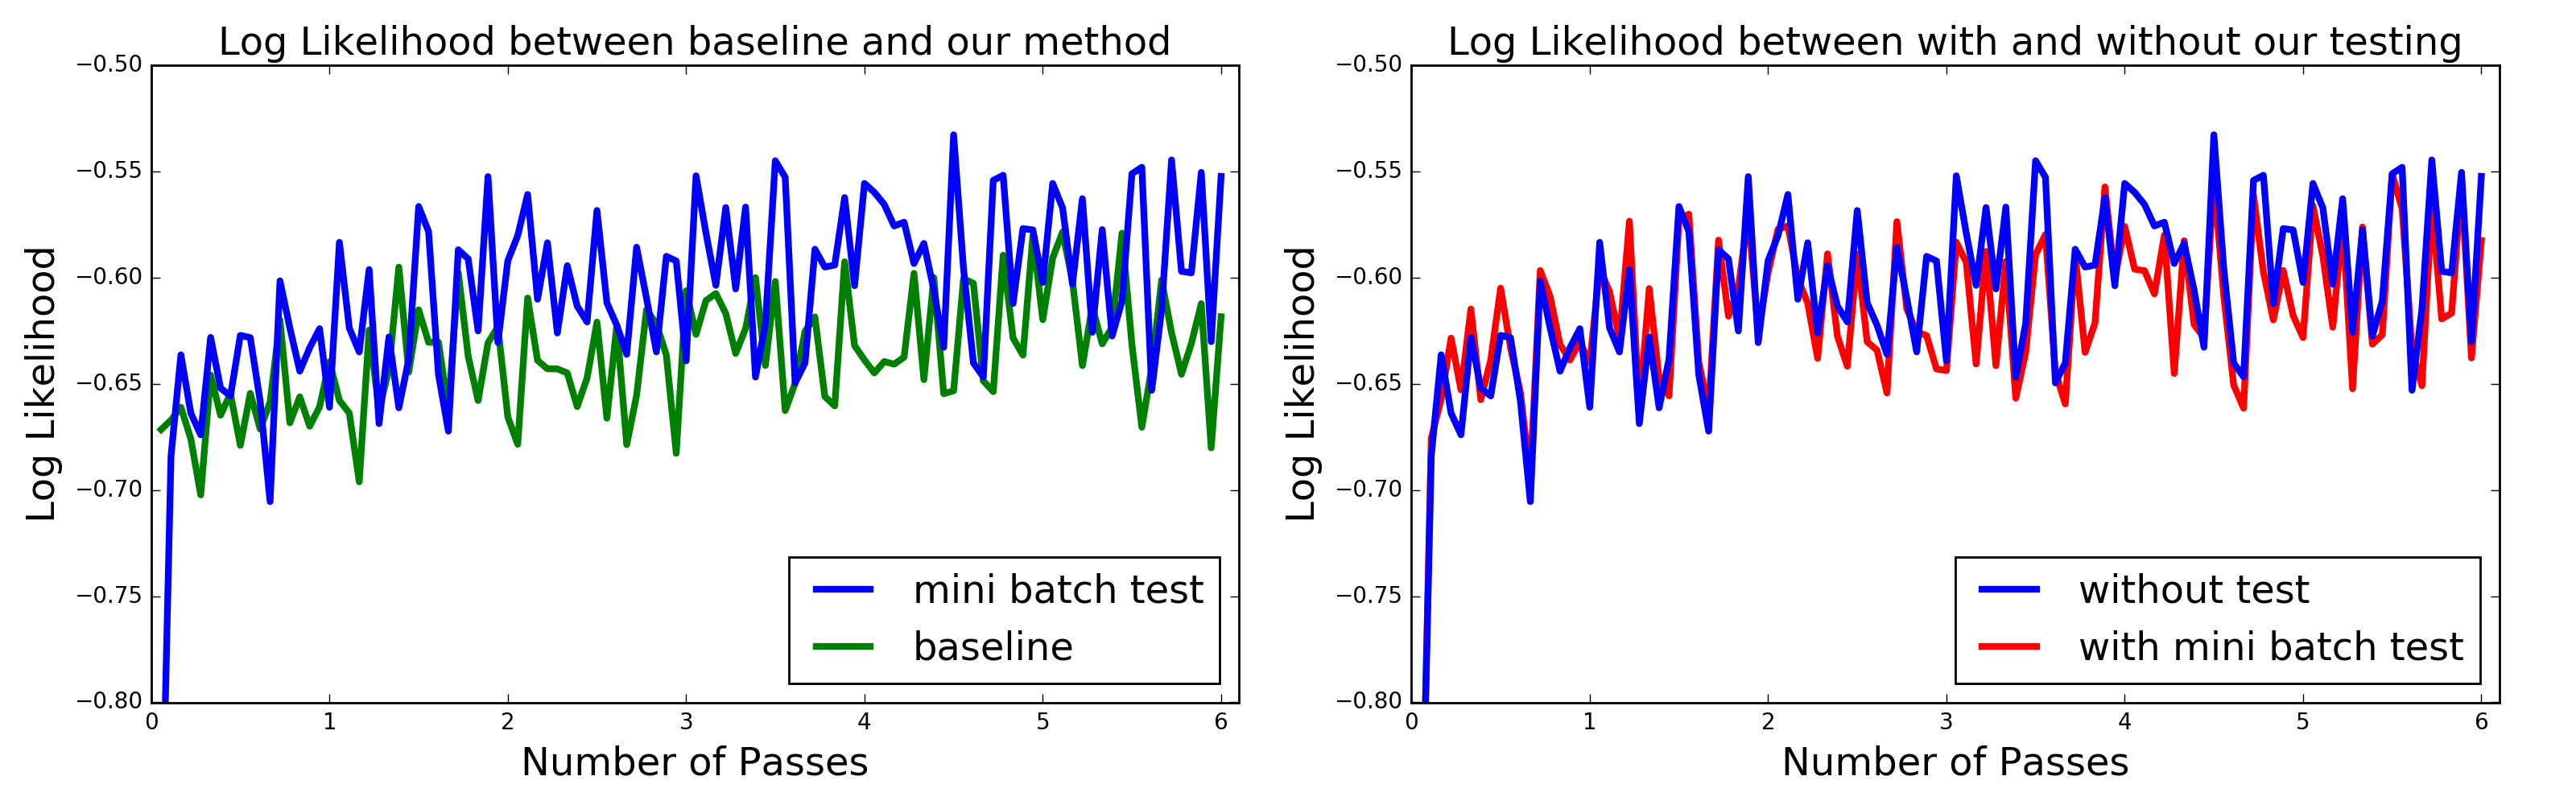 Log Likelihood between baseline and our method
−0.50
−0.55
−0.60
−0.65
−0.70
−0.75
−0.80
Log Likelihood
0 1 2 3 4 5 6
Number of Passes
mini batch test
baseline
Log Likelihood between with and without our testing
−0.50
−0.55
−0.60
−0.65
−0.70
−0.75
−0.80
Log Likelihood
0 1 2 3 4 5 6
Number of Passes
without test
with mini batch test